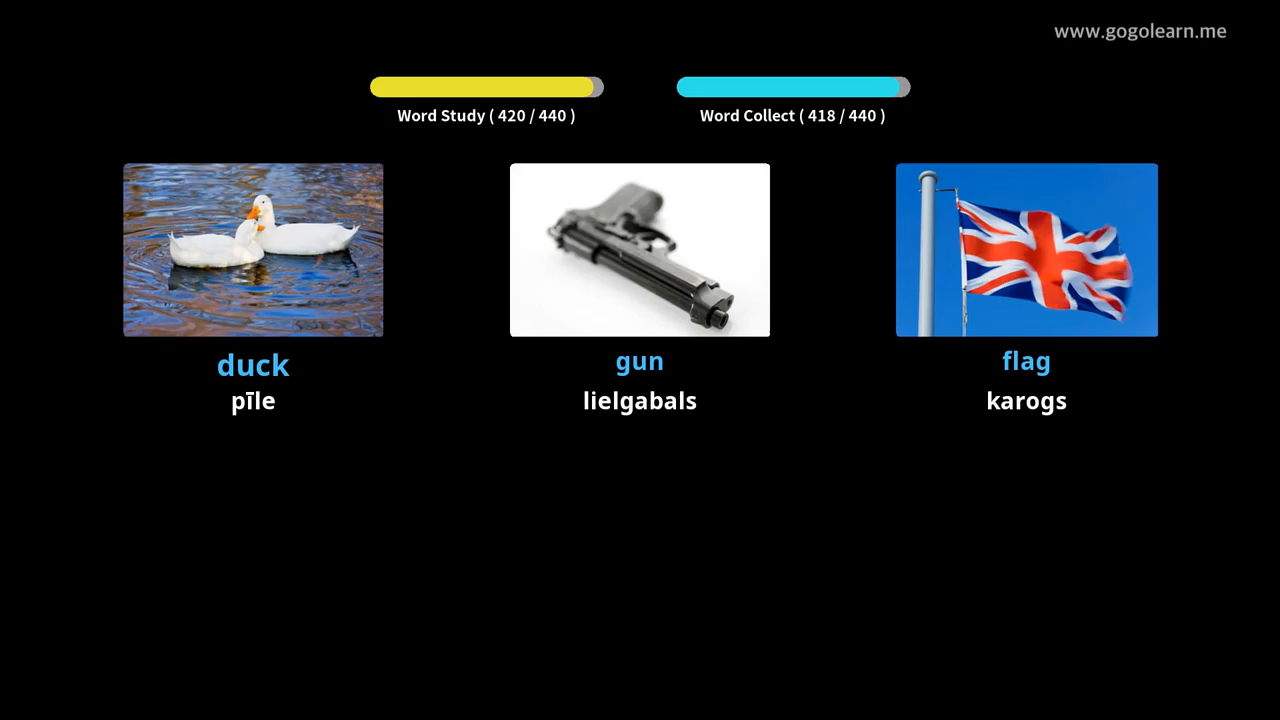 www.gogolearn.me
Word Study ( 420 / 440 )
Word Collect ( 418 / 440 )
duck
pīle
gun
lielgabals
flag
karogs